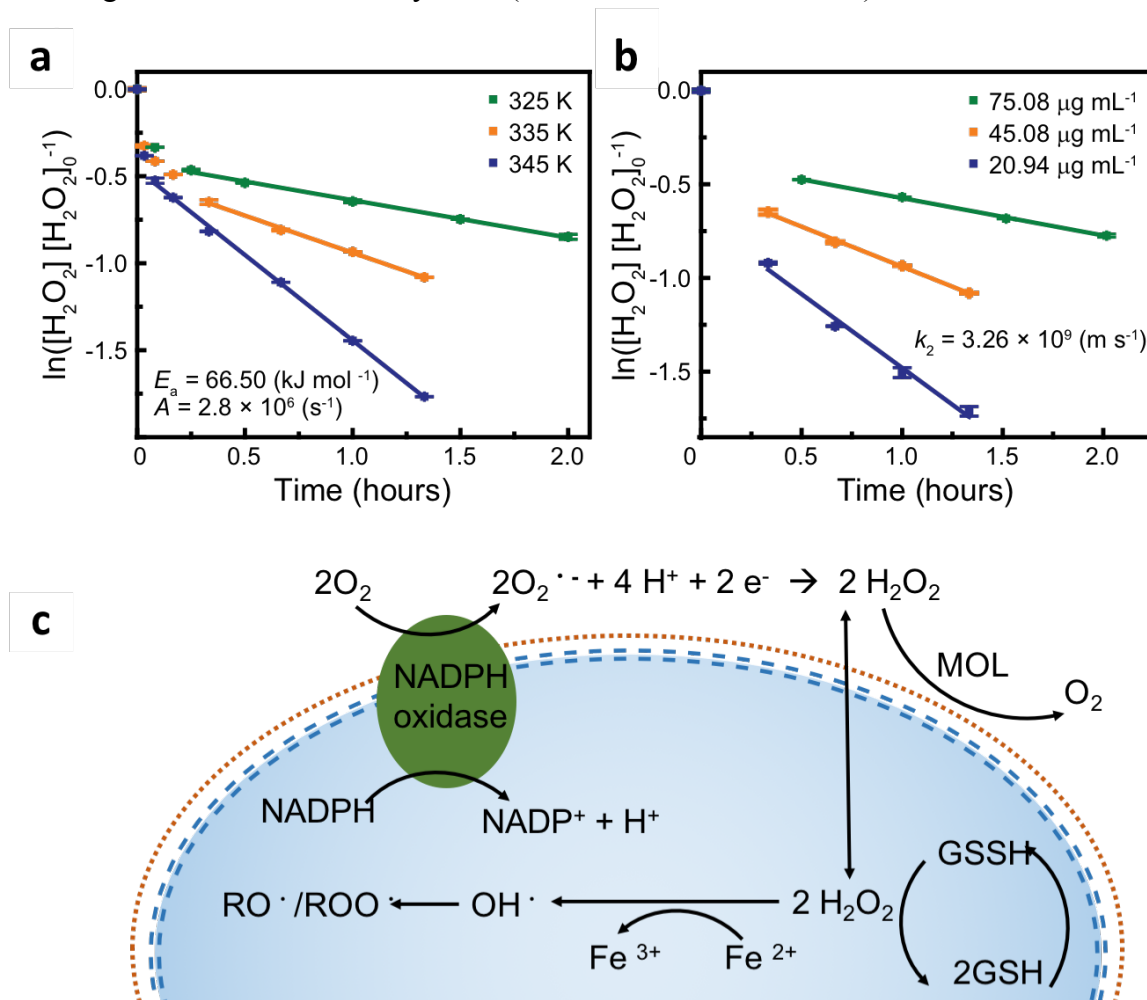 a
0.0
-0.5
-1.0
-1.5
ln([H₂O₂] [H₂O₂]₀⁻¹)
325 K
335 K
345 K
Eₐ = 66.50 (kJ mol ⁻¹)
A = 2.8 × 10⁶ (s⁻¹)
0 0.5 1.0 1.5 2.0
Time (hours)
b
0.0
-0.5
-1.0
-1.5
ln([H₂O₂] [H₂O₂]₀⁻¹)
75.08 µg mL⁻¹
45.08 µg mL⁻¹
20.94 µg mL⁻¹
k₂ = 3.26 × 10⁹ (m s⁻¹)
0 0.5 1.0 1.5 2.0
Time (hours)
c
2O₂ 2O₂ ·⁻ + 4 H⁺ + 2 e⁻ → 2 H₂O₂
NADPH
oxidase
MOL
O₂
NADPH NADP⁺ + H⁺
GSSH
RO · /ROO · OH · 2 H₂O₂
Fe ³⁺ Fe ²⁺
2GSH